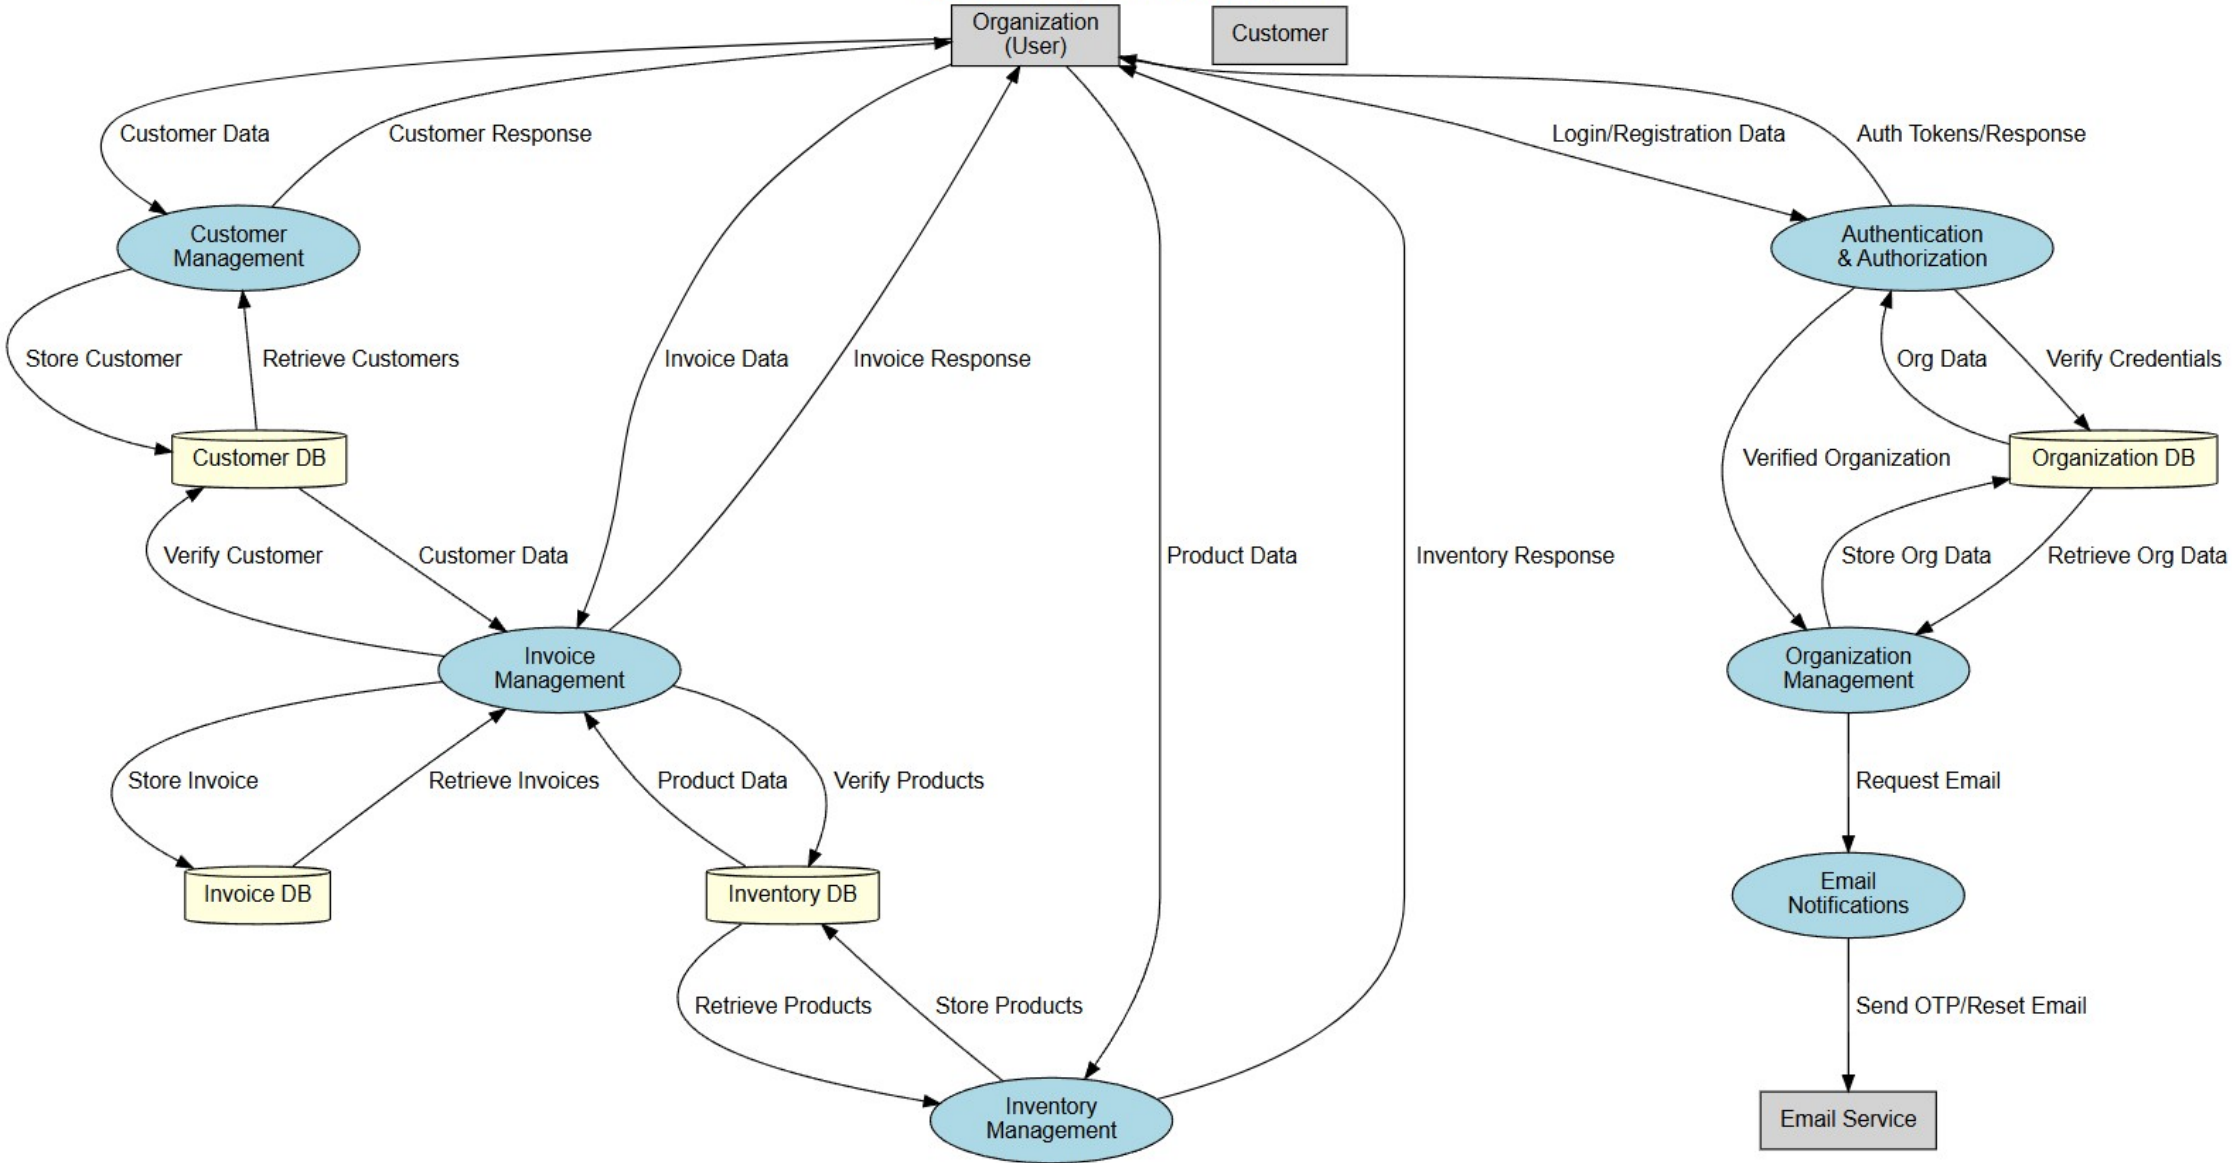 Organization
(User)
Customer
Customer Data
Customer Response
Login/Registration Data
Auth Tokens/Response
Customer
Management
Authentication
& Authorization
Store Customer
Retrieve Customers
Invoice Data
Invoice Response
Org Data
Verify Credentials
Customer DB
Verified Organization
Organization DB
Verify Customer
Customer Data
Product Data
Inventory Response
Store Org Data
Retrieve Org Data
Invoice
Management
Organization
Management
Store Invoice
Retrieve Invoices
Product Data
Verify Products
Request Email
Invoice DB
Inventory DB
Email
Notifications
Retrieve Products
Store Products
Send OTP/Reset Email
Inventory
Management
Email Service